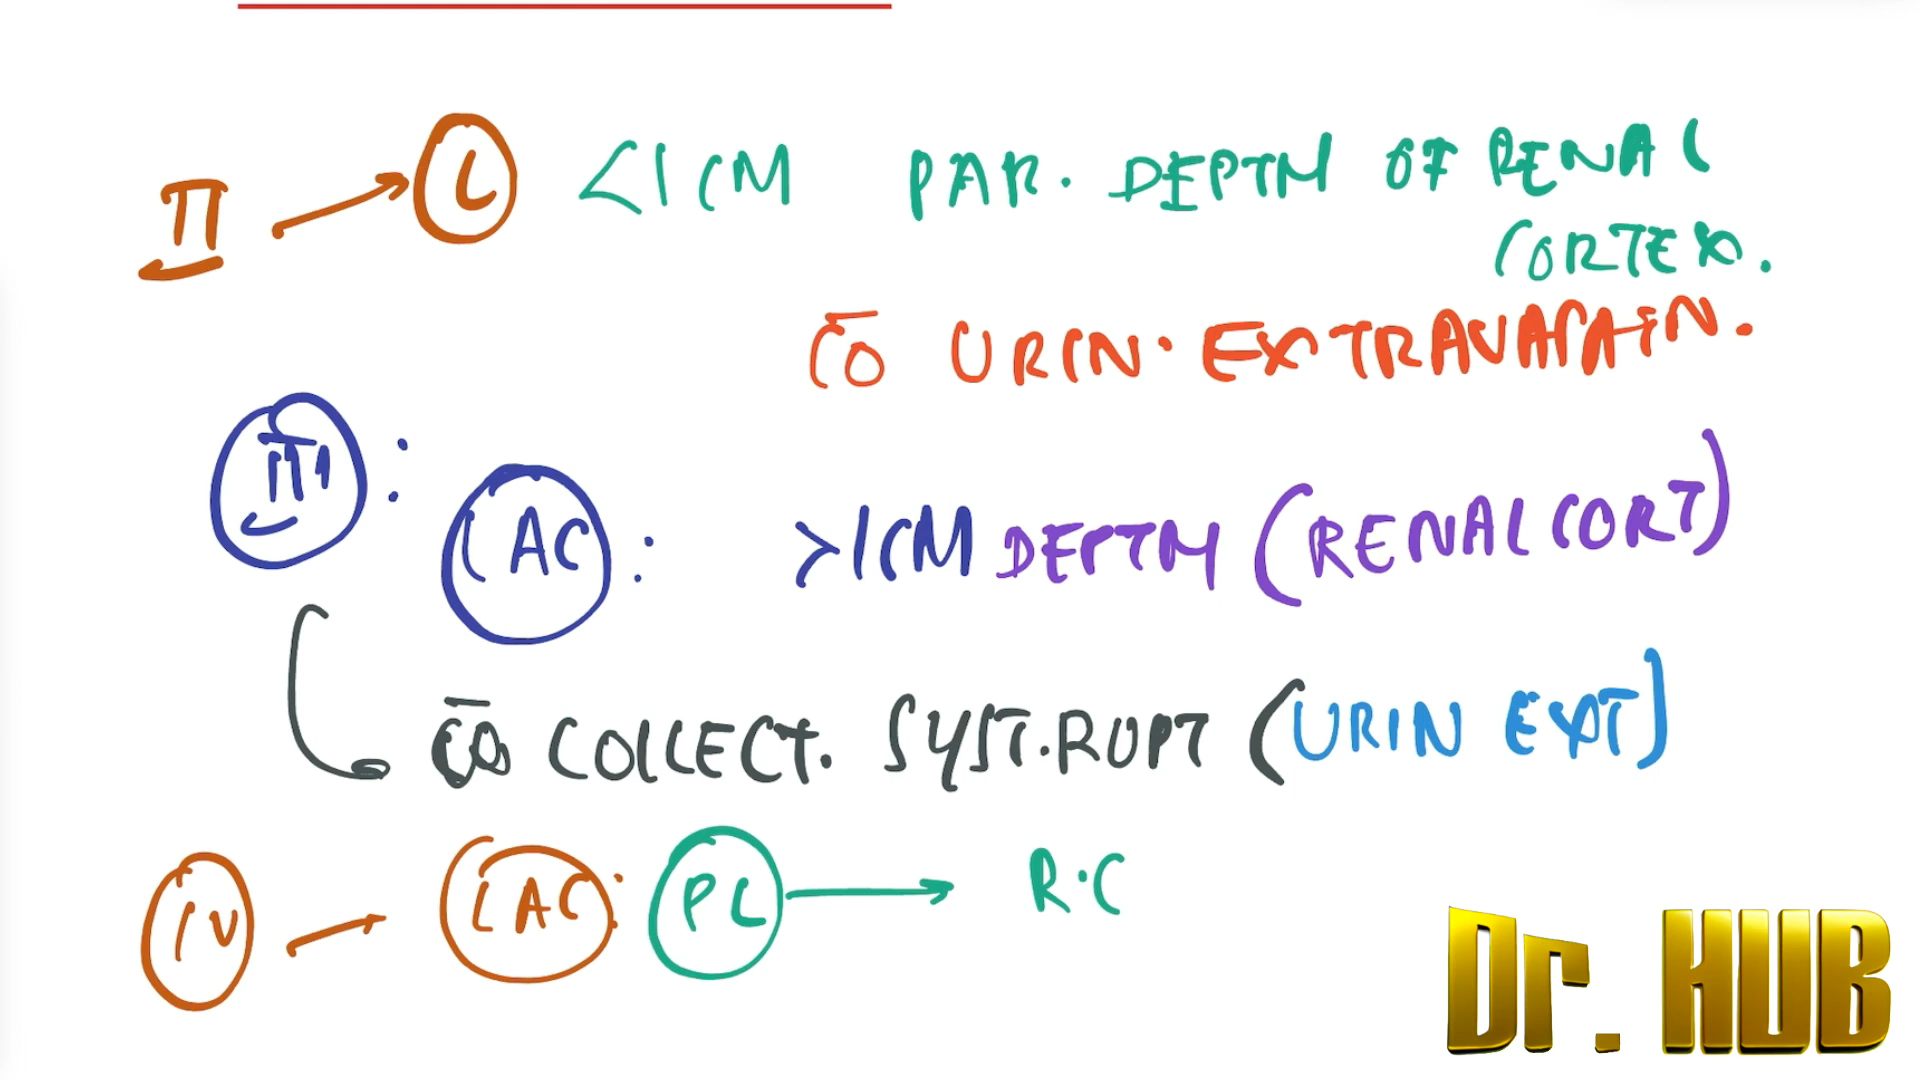 II → L <1CM PAR. DEPTH OF RENAL
CORTEX.
C̄O URIN. EXTRAVASATIN.
III :
LAC : >1CM DEPTH (RENAL CORT)
C̄O COLLECT. SYST. RUPT (URIN EXT)
IV → LAC : PL → R.C
Dr. HUB